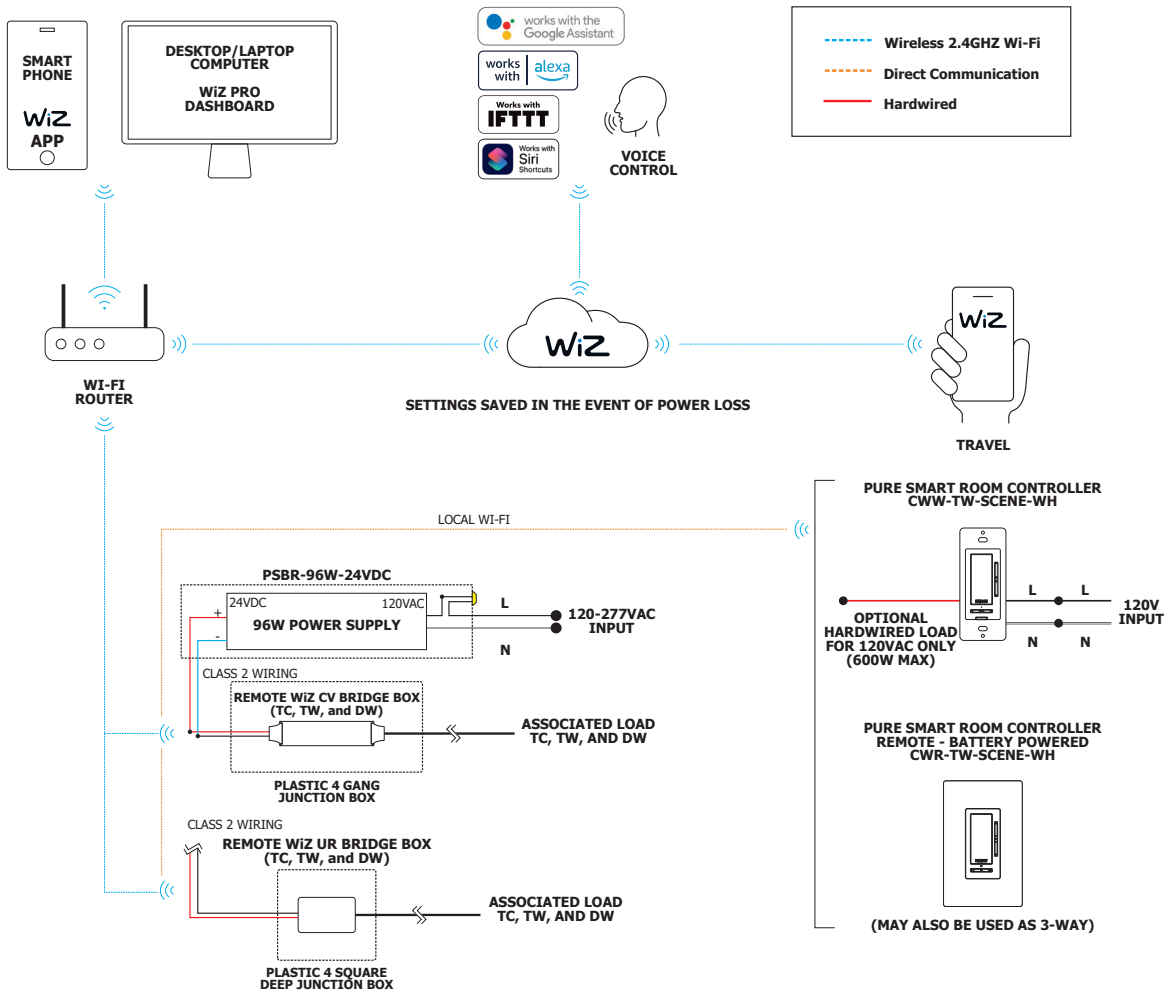 SMART
PHONE
WiZ
APP
DESKTOP/LAPTOP
COMPUTER
WiZ PRO
DASHBOARD
works with the
Google Assistant
works
with
alexa
Works with
IFTTT
Works with
Siri
Shortcuts
VOICE
CONTROL
Wireless 2.4GHZ Wi-Fi
Direct Communication
Hardwired
WI-FI
ROUTER
WiZ
SETTINGS SAVED IN THE EVENT OF POWER LOSS
WiZ
TRAVEL
LOCAL WI-FI
PSBR-96W-24VDC
24VDC
120VAC
96W POWER SUPPLY
+
-
L
N
120-277VAC
INPUT
CLASS 2 WIRING
REMOTE WiZ CV BRIDGE BOX
(TC, TW, and DW)
ASSOCIATED LOAD
TC, TW, AND DW
PLASTIC 4 GANG
JUNCTION BOX
CLASS 2 WIRING
REMOTE WiZ UR BRIDGE BOX
(TC, TW, and DW)
ASSOCIATED LOAD
TC, TW, AND DW
PLASTIC 4 SQUARE
DEEP JUNCTION BOX
PURE SMART ROOM CONTROLLER
CWW-TW-SCENE-WH
OPTIONAL
HARDWIRED LOAD
FOR 120VAC ONLY
(600W MAX)
L L
N N
120V
INPUT
PURE SMART ROOM CONTROLLER
REMOTE - BATTERY POWERED
CWR-TW-SCENE-WH
(MAY ALSO BE USED AS 3-WAY)